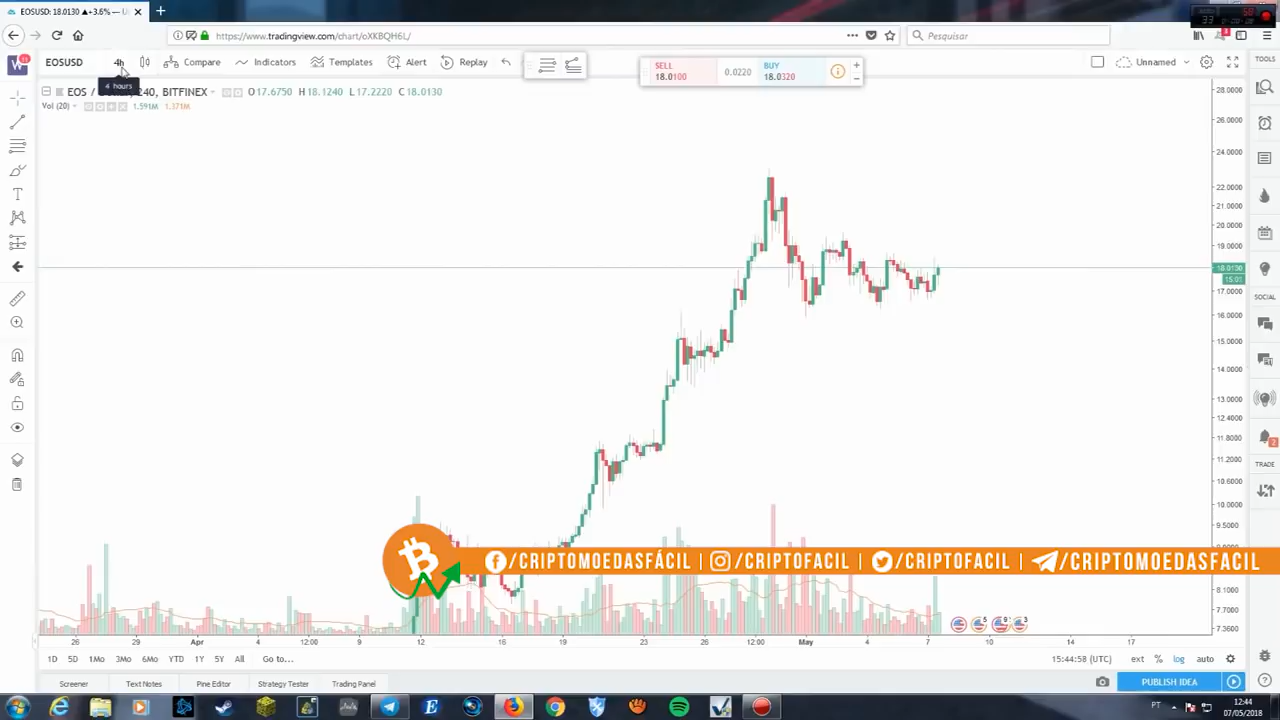 EOSUSD: 18.0130 ▲+3.6% —
https://www.tradingview.com/chart/oXKBQH6L/
Pesquisar
EOSUSD 4h Compare Indicators Templates Alert Replay
SELL
18.0100
0.0220
BUY
18.0320
Unnamed
TOOLS
4 hours
EOS / 240, BITFINEX O17.6750 H18.1240 L17.2220 C18.0130
Vol (20) 1.591M 1.371M
28.0000
26.0000
24.0000
22.0000
21.0000
20.0000
19.0000
18.0130
15:01
17.0000
16.0000
15.0000
14.0000
13.0000
12.4000
11.8000
11.2000
10.6000
10.0000
9.5000
8.1000
7.7000
7.3600
SOCIAL
TRADE
/CRIPTOMOEDASFÁCIL | /CRIPTOFACIL | /CRIPTOFACIL | /CRIPTOMOEDASFACIL
26 29 Apr 4 12:00 9 12 16 19 23 26 12:00 May 4 7 10 14 17
1D 5D 1Mo 3Mo 6Mo YTD 1Y 5Y All Go to...
15:44:58 (UTC) ext % log auto
Screener Text Notes Pine Editor Strategy Tester Trading Panel
PUBLISH IDEA
PT
12:44
07/05/2018